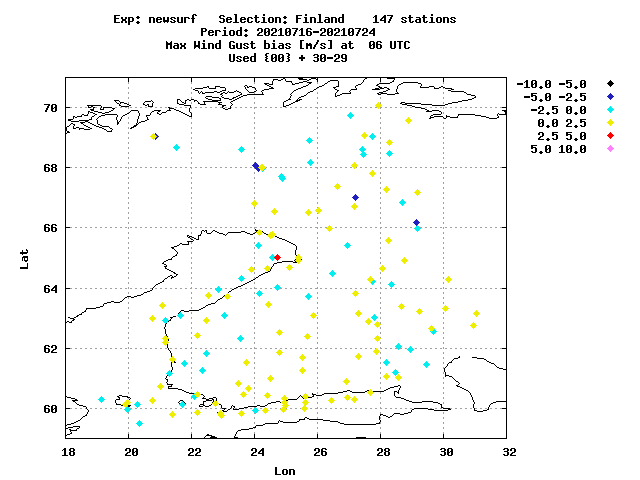 Exp: newsurf   Selection: Finland    147 stations
Period: 20210716-20210724
Max Wind Gust bias [m/s] at  06 UTC
Used {00} + 30-29
-10.0 -5.0
-5.0 -2.5
-2.5 0.0
0.0 2.5
2.5 5.0
5.0 10.0
70
68
66
64
62
60
Lat
18 20 22 24 26 28 30 32
Lon